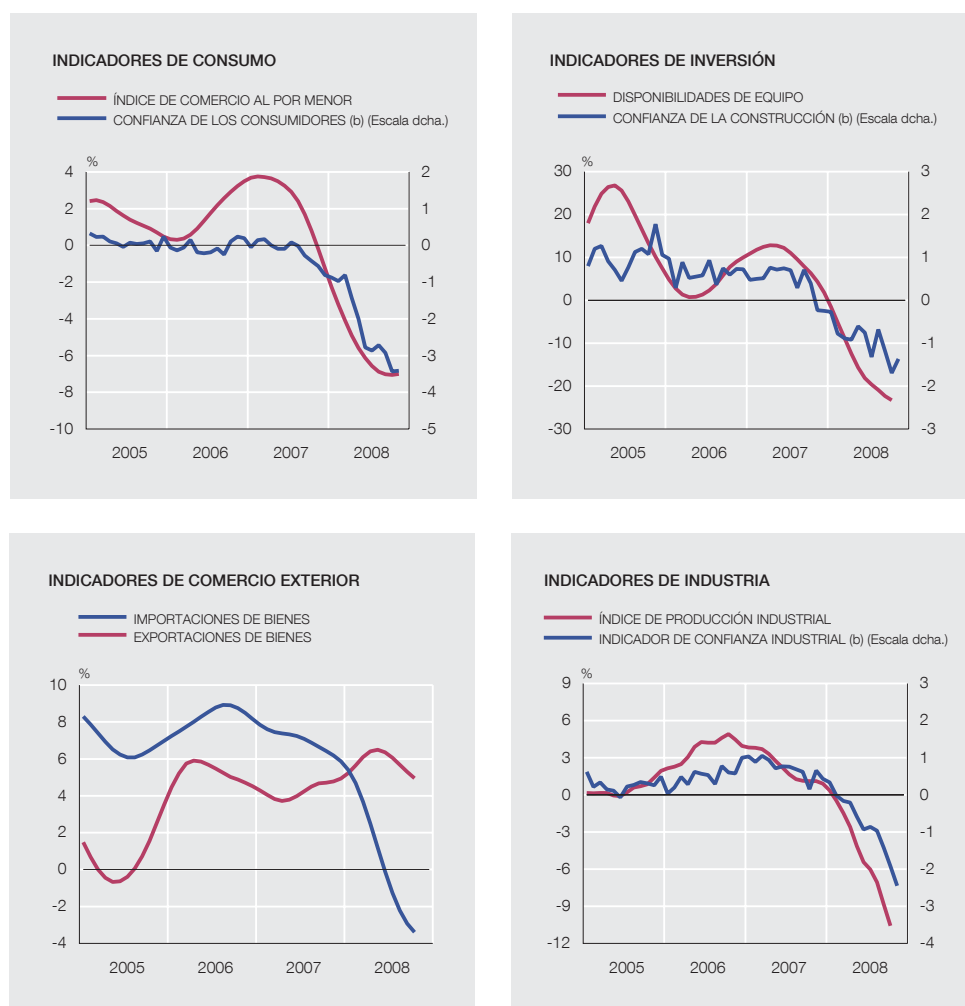 INDICADORES DE CONSUMO
ÍNDICE DE COMERCIO AL POR MENOR
CONFIANZA DE LOS CONSUMIDORES (b) (Escala dcha.)
%
4 2
2 1
0 0
-2 -1
-4 -2
-6 -3
-8 -4
-10 -5
2005 2006 2007 2008
INDICADORES DE INVERSIÓN
DISPONIBILIDADES DE EQUIPO
CONFIANZA DE LA CONSTRUCCIÓN (b) (Escala dcha.)
%
30 3
20 2
10 1
0 0
-10 -1
-20 -2
-30 -3
2005 2006 2007 2008
INDICADORES DE COMERCIO EXTERIOR
IMPORTACIONES DE BIENES
EXPORTACIONES DE BIENES
%
10
8
6
4
2
0
-2
-4
2005 2006 2007 2008
INDICADORES DE INDUSTRIA
ÍNDICE DE PRODUCCIÓN INDUSTRIAL
INDICADOR DE CONFIANZA INDUSTRIAL (b) (Escala dcha.)
%
9 3
6 2
3 1
0 0
-3 -1
-6 -2
-9 -3
-12 -4
2005 2006 2007 2008